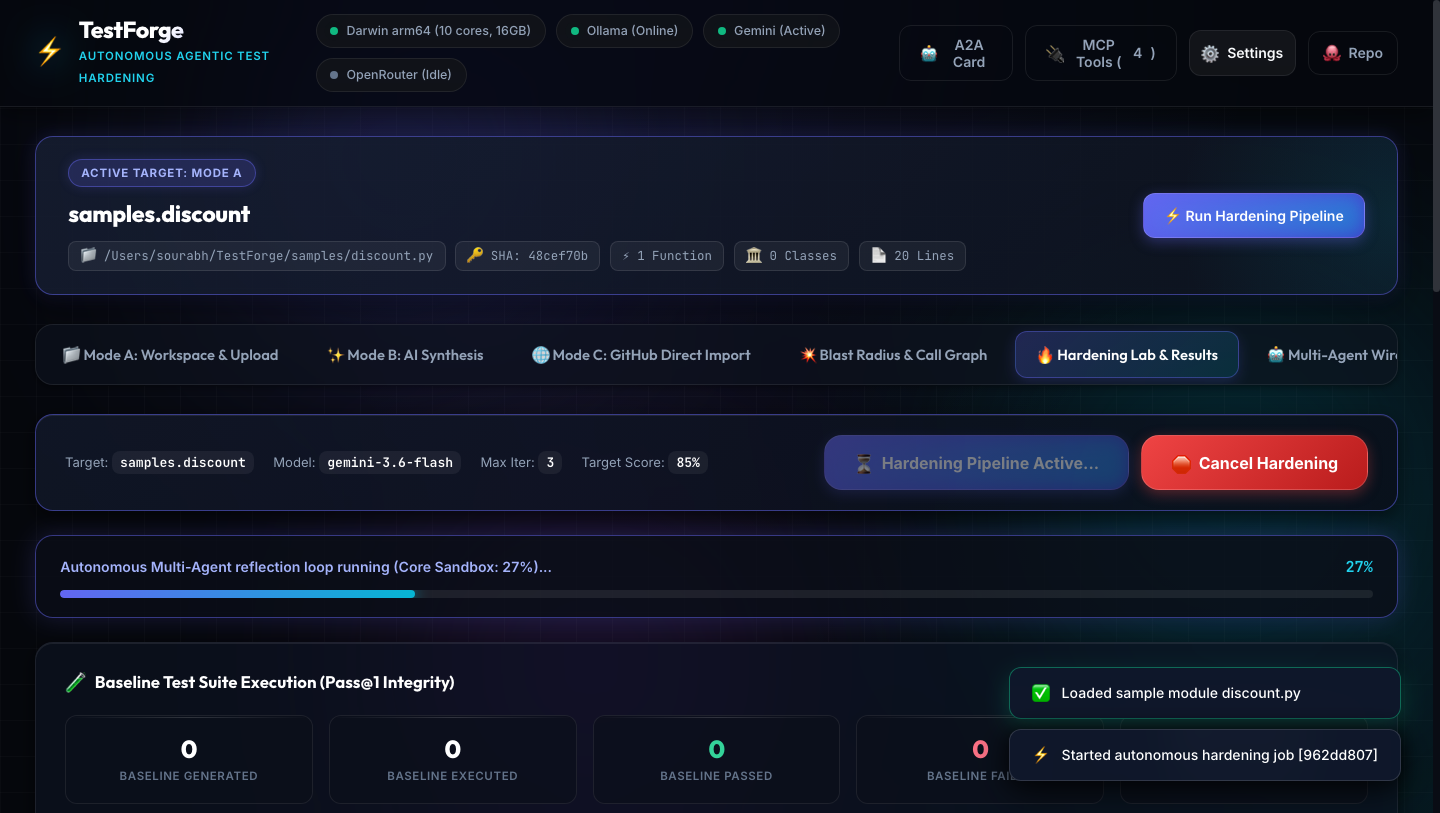 TestForge
AUTONOMOUS AGENTIC TEST
HARDENING
Darwin arm64 (10 cores, 16GB)
Ollama (Online)
Gemini (Active)
OpenRouter (Idle)
A2A
Card
MCP
Tools ( 4 )
Settings
Repo
ACTIVE TARGET: MODE A
samples.discount
/Users/sourabh/TestForge/samples/discount.py
SHA: 48cef70b
⚡ 1 Function
0 Classes
20 Lines
⚡ Run Hardening Pipeline
Mode A: Workspace & Upload
Mode B: AI Synthesis
Mode C: GitHub Direct Import
Blast Radius & Call Graph
Hardening Lab & Results
Multi-Agent
Target: samples.discount
Model: gemini-3.6-flash
Max Iter: 3
Target Score: 85%
Hardening Pipeline Active...
Cancel Hardening
Autonomous Multi-Agent reflection loop running (Core Sandbox: 27%)...
27%
Baseline Test Suite Execution (Pass@1 Integrity)
0
BASELINE GENERATED
0
BASELINE EXECUTED
0
BASELINE PASSED
0
BASELINE
Loaded sample module discount.py
Started autonomous hardening job [962dd807]